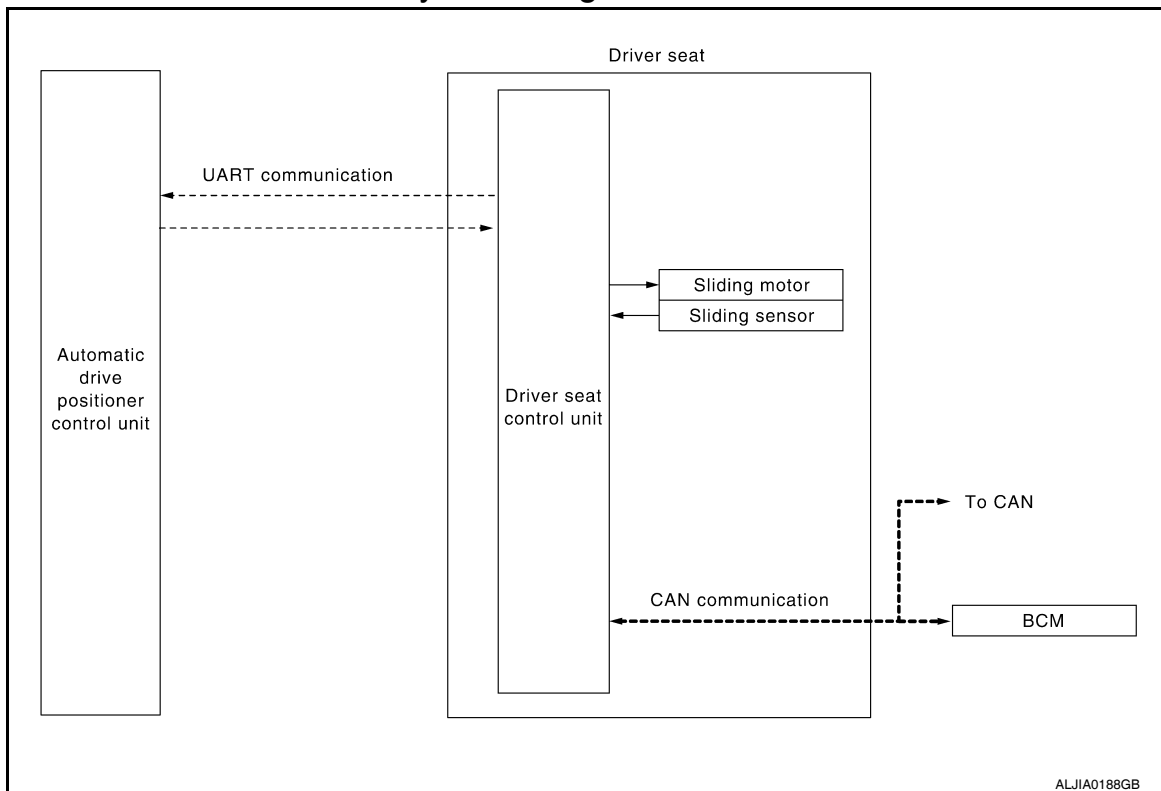 Driver seat
UART communication
Sliding motor
Sliding sensor
Automatic
drive
positioner
control unit
Driver seat
control unit
To CAN
CAN communication
BCM
ALJIA0188GB